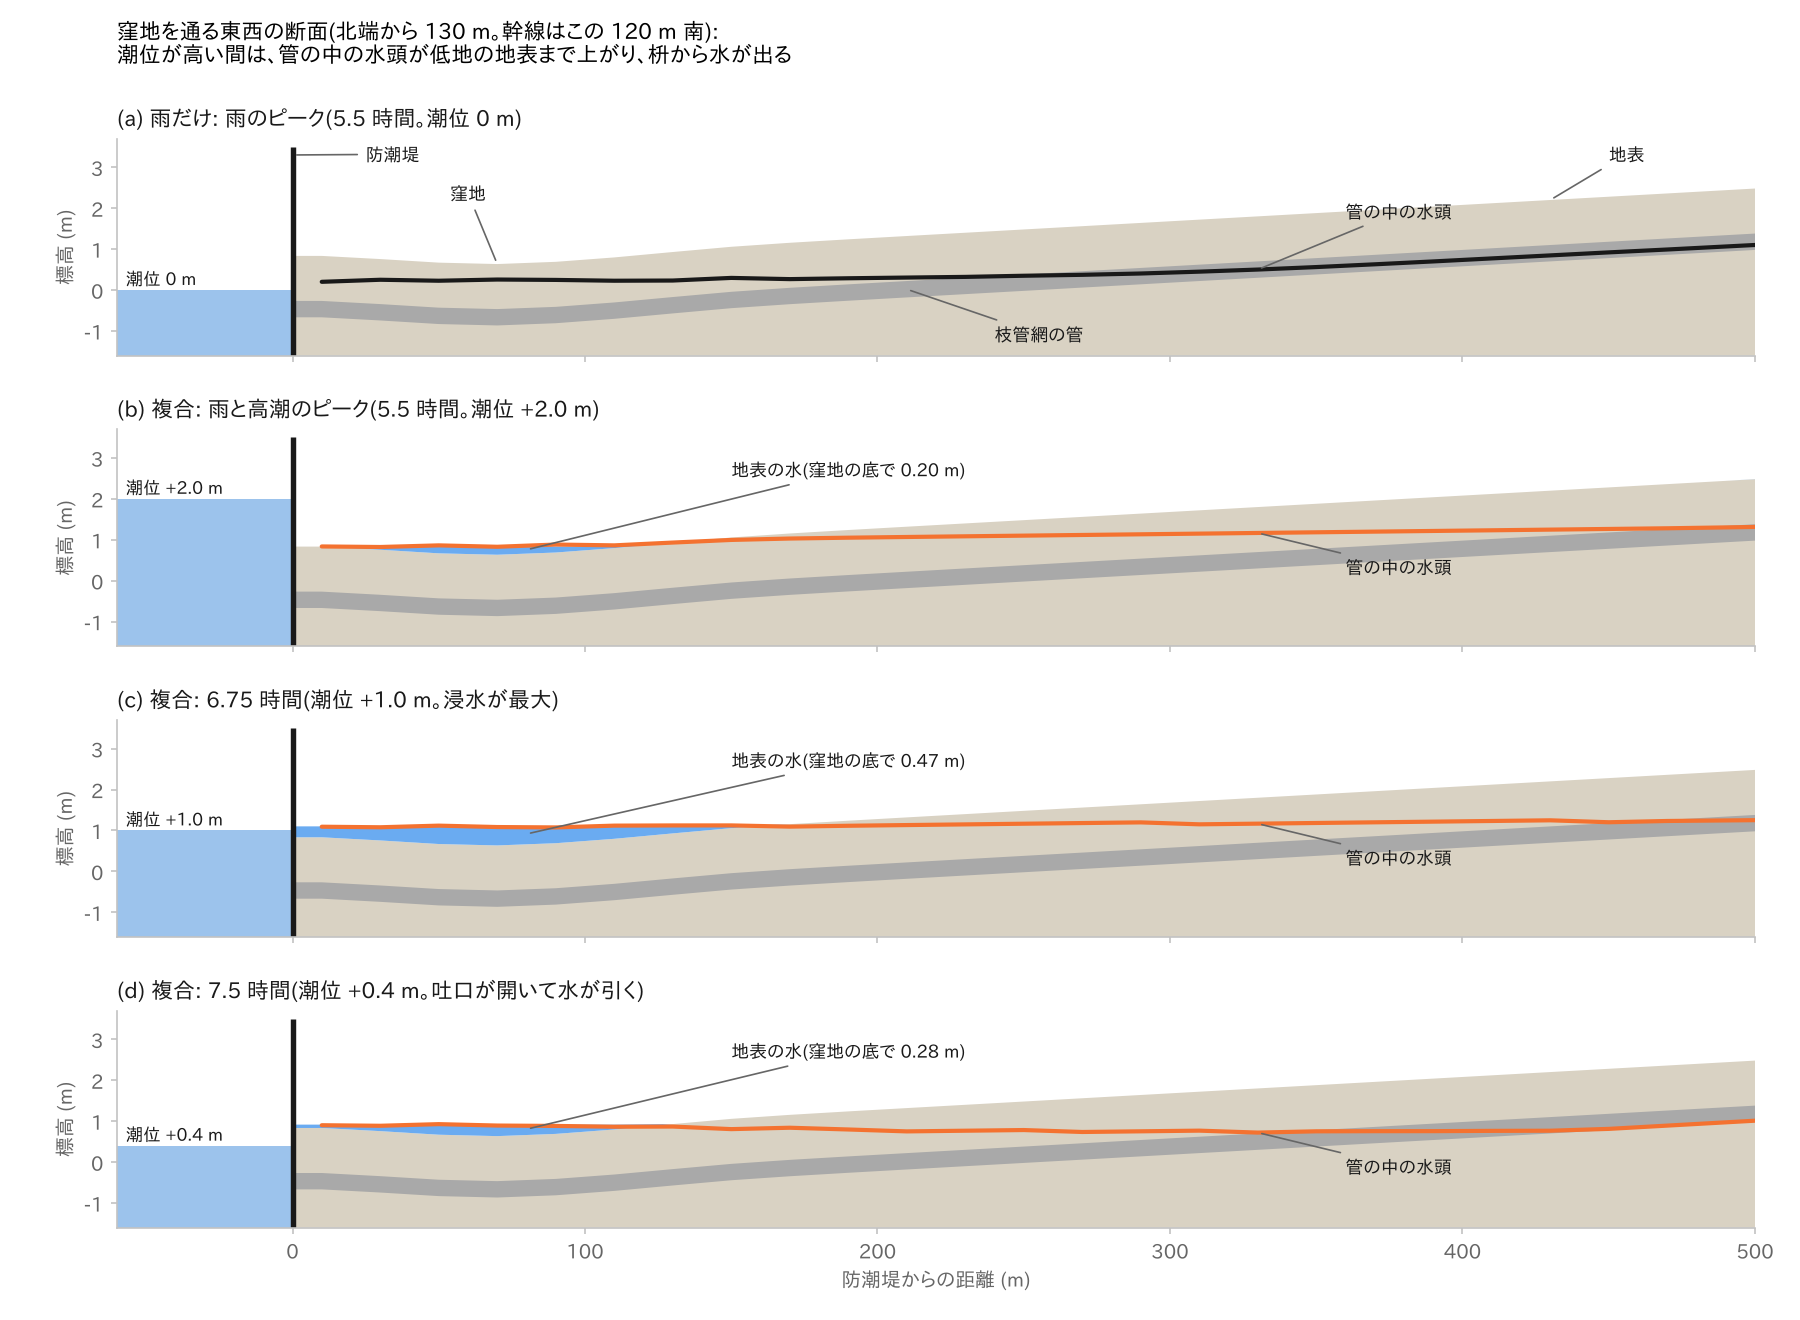 窪地を通る東西の断面(北端から 130 m。幹線はこの 120 m 南):
潮位が高い間は、管の中の水頭が低地の地表まで上がり、枡から水が出る
(a) 雨だけ: 雨のピーク(5.5 時間。潮位 0 m)
防潮堤
地表
窪地
管の中の水頭
潮位 0 m
枝管網の管
標高 (m)
3
2
1
0
-1
(b) 複合: 雨と高潮のピーク(5.5 時間。潮位 +2.0 m)
地表の水(窪地の底で 0.20 m)
潮位 +2.0 m
管の中の水頭
標高 (m)
3
2
1
0
-1
(c) 複合: 6.75 時間(潮位 +1.0 m。浸水が最大)
地表の水(窪地の底で 0.47 m)
潮位 +1.0 m
管の中の水頭
標高 (m)
3
2
1
0
-1
(d) 複合: 7.5 時間(潮位 +0.4 m。吐口が開いて水が引く)
地表の水(窪地の底で 0.28 m)
潮位 +0.4 m
管の中の水頭
標高 (m)
3
2
1
0
-1
0 100 200 300 400 500
防潮堤からの距離 (m)